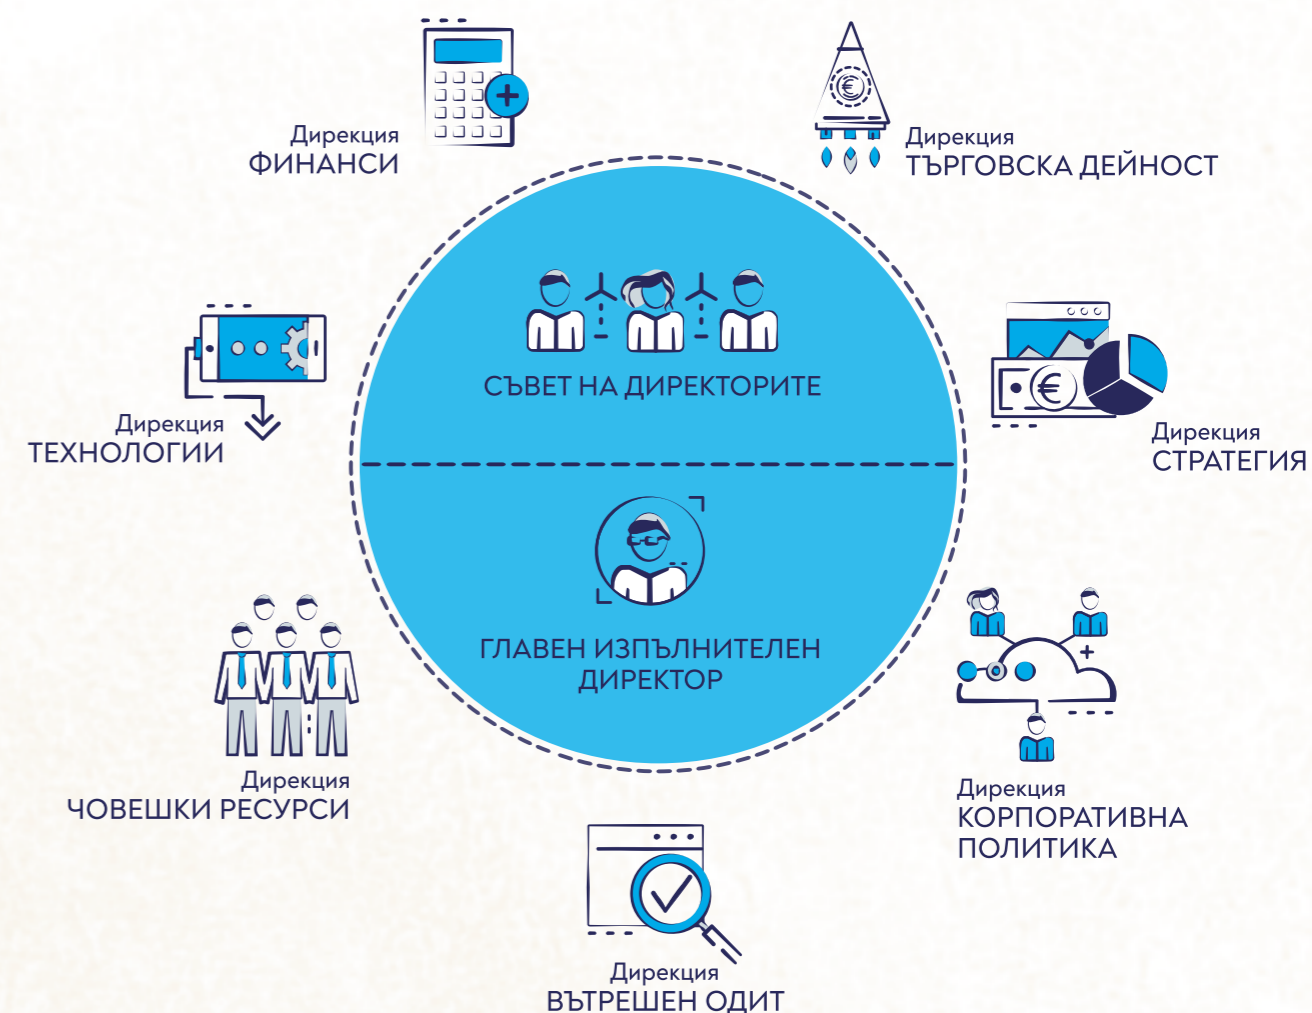 Дирекция
ФИНАНСИ
Дирекция
ТЪРГОВСКА ДЕЙНОСТ
СЪВЕТ НА ДИРЕКТОРИТЕ
Дирекция
ТЕХНОЛОГИИ
Дирекция
СТРАТЕГИЯ
ГЛАВЕН ИЗПЪЛНИТЕЛЕН
ДИРЕКТОР
Дирекция
ЧОВЕШКИ РЕСУРСИ
Дирекция
КОРПОРАТИВНА
ПОЛИТИКА
Дирекция
ВЪТРЕШЕН ОДИТ